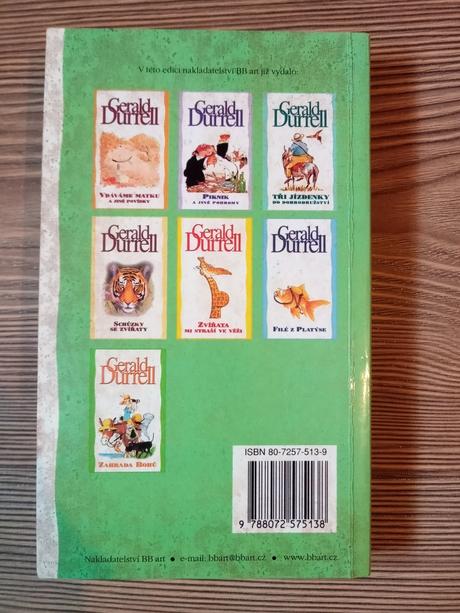 V této edici nakladatelství BB art již vydalo:
Gerald
Durrell
VDÁVÁME MATKU
A JINÉ POVÍDKY
Gerald
Durrell
PIKNIK
A JINÉ POHROMY
Gerald
Durrell
TŘI JÍZDENKY
DO DOBRODRUŽSTVÍ
Gerald
Durrell
SCHŮZKY
SE ZVÍŘATY
Gerald
Durrell
ZVÍŘATA
MI STRAŠÍ VE VĚŽI
Gerald
Durrell
FILÉ Z PLATÝSE
Gerald
Durrell
ZAHRADA BOHŮ
ISBN 80-7257-513-9
9 788072 575138
Nakladatelství BB art • e-mail: bbart@bbart.cz • www.bbart.cz